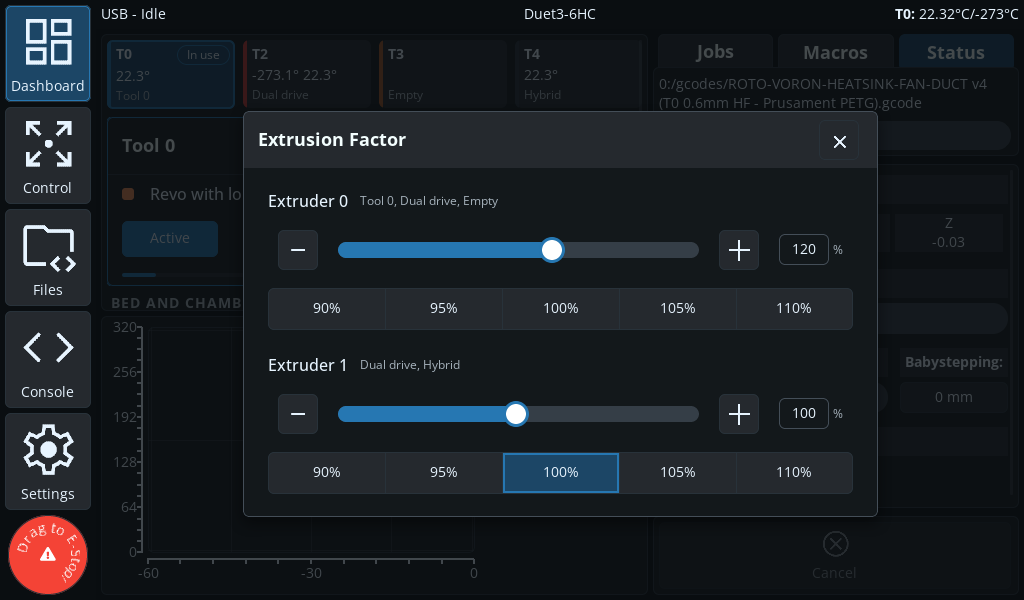 USB - Idle
Duet3-6HC
T0: 22.32°C/-273°C
Dashboard
Control
Files
Console
Settings
Drag to E-Stop!
T0
In use
22.3°
Tool 0
T2
-273.1° 22.3°
Dual drive
T3
Empty
T4
22.3°
Hybrid
Jobs
Macros
Status
0:/gcodes/ROTO-VORON-HEATSINK-FAN-DUCT v4
(T0 0.6mm HF - Prusament PETG).gcode
Tool 0
Revo with lo
Active
Extrusion Factor
Extruder 0
Tool 0, Dual drive, Empty
120 %
90%
95%
100%
105%
110%
Extruder 1
Dual drive, Hybrid
100 %
90%
95%
100%
105%
110%
Z
-0.03
Babystepping:
0 mm
BED AND CHAMB
320
256
192
128
64
0
-60
-30
0
Cancel